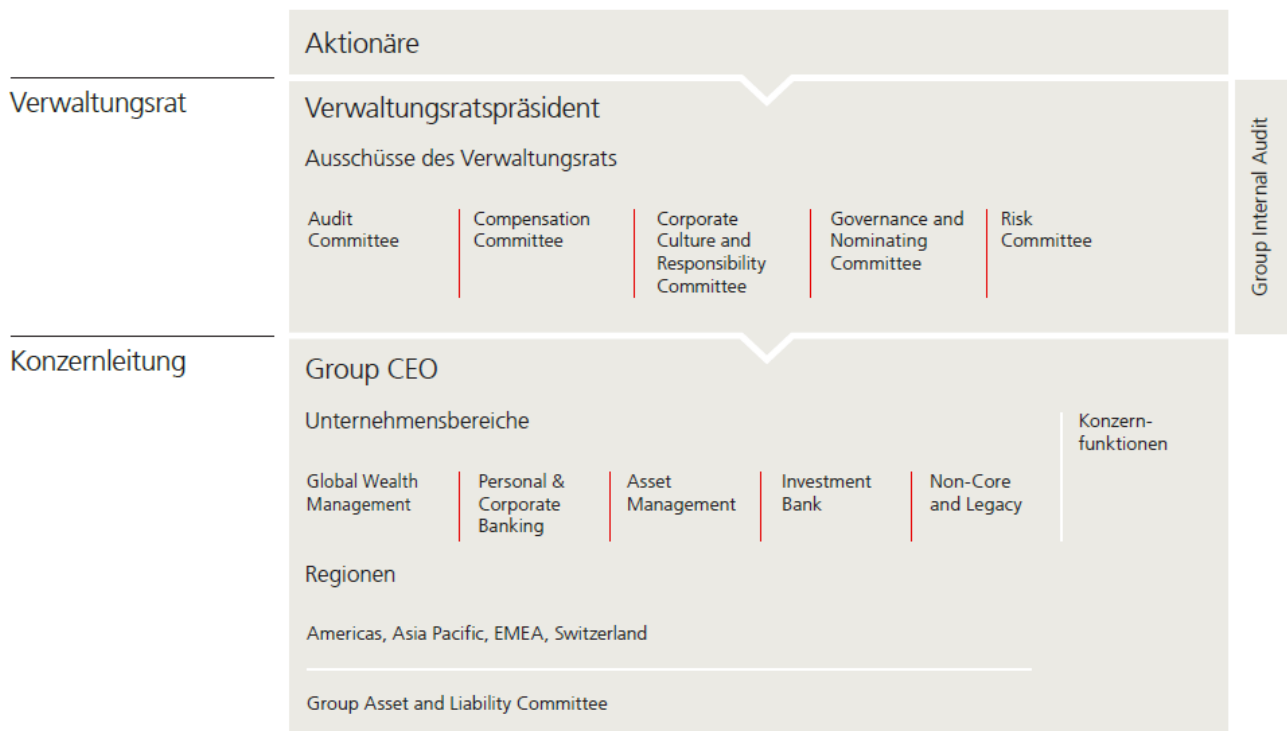 Aktionäre
Verwaltungsrat
Verwaltungsratspräsident
Ausschüsse des Verwaltungsrats
Audit
Committee
Compensation
Committee
Corporate
Culture and
Responsibility
Committee
Governance and
Nominating
Committee
Risk
Committee
Group Internal Audit
Konzernleitung
Group CEO
Unternehmensbereiche
Global Wealth
Management
Personal &
Corporate
Banking
Asset
Management
Investment
Bank
Non-Core
and Legacy
Konzern-
funktionen
Regionen
Americas, Asia Pacific, EMEA, Switzerland
Group Asset and Liability Committee